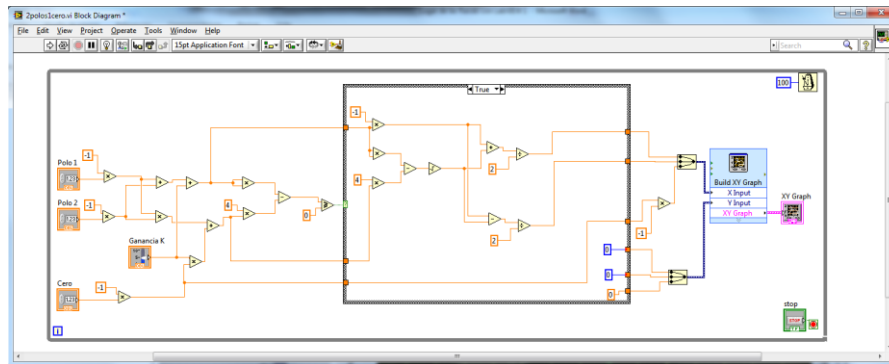 2polos1cero.vi Block Diagram *
File Edit View Project Operate Tools Window Help
15pt Application Font
Search
True
100
-1
Polo 1
-1
4
2
Build XY Graph
X Input
Y Input
XY Graph
XY Graph
Polo 2
-1
4
0
2
-1
Ganancia K
0
0
0
Cero
-1
stop
STOP
i